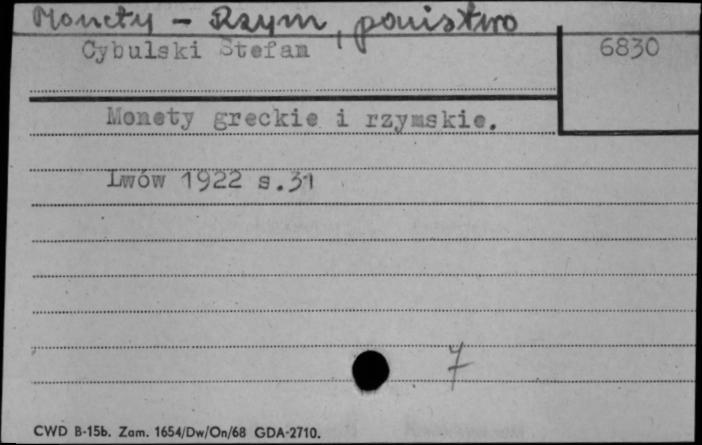 Monety - Rzym, państwo
Cybulski Stefan
6830
Monety greckie i rzymskie.
Lwów 1922 s.31
7
CWD B-15b. Zam. 1654/Dw/On/68 GDA-2710.